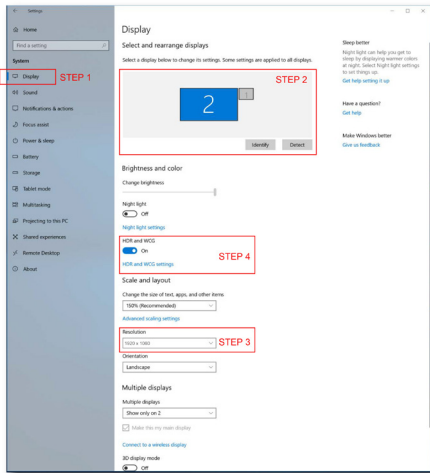 Settings
Home
Find a setting
System
Display
STEP 1
Sound
Notifications & actions
Focus assist
Power & sleep
Battery
Storage
Tablet mode
Multitasking
Projecting to this PC
Shared experiences
Remote Desktop
About
Display
Select and rearrange displays
Select a display below to change its settings. Some settings are applied to all displays.
STEP 2
2
1
Identify
Detect
Brightness and color
Change brightness
Night light
Off
Night light settings
HDR and WCG
On
STEP 4
HDR and WCG settings
Scale and layout
Change the size of text, apps, and other items
150% (Recommended)
Advanced scaling settings
Resolution
1920 x 1080
STEP 3
Orientation
Landscape
Multiple displays
Multiple displays
Show only on 2
Make this my main display
Connect to a wireless display
3D display mode
Off
Sleep better
Night light can help you get to
sleep by displaying warmer colors
at night. Select Night light settings
to set things up.
Get help setting it up
Have a question?
Get help
Make Windows better
Give us feedback